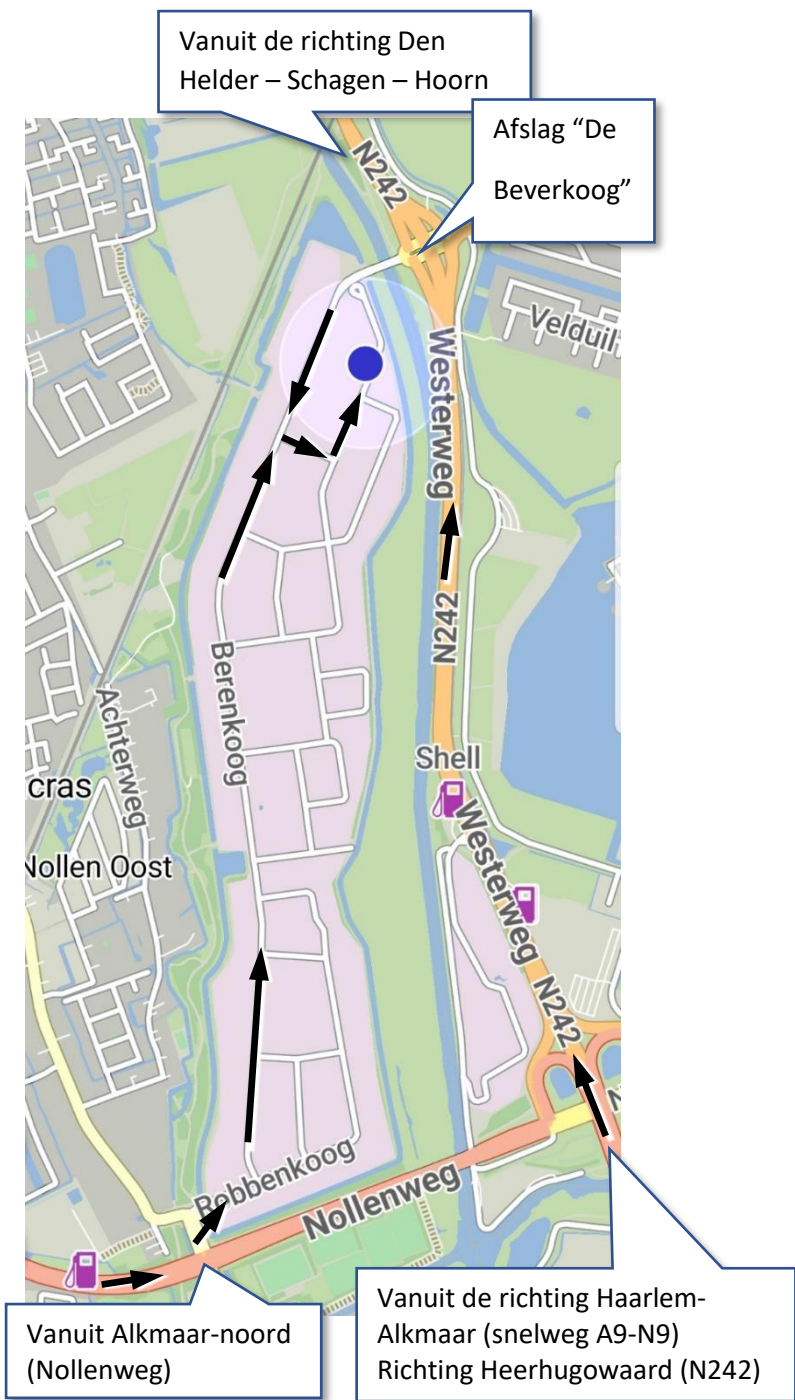 Vanuit de richting Den
Helder – Schagen – Hoorn
Afslag “De
Beverkoog”
N242
Velduil
Westerweg
N242
Berenkoog
Achterweg
Shell
cras
Westerweg
Nollen Oost
N242
Robbenkoog
Nollenweg
Vanuit Alkmaar-noord
(Nollenweg)
Vanuit de richting Haarlem-
Alkmaar (snelweg A9-N9)
Richting Heerhugowaard (N242)